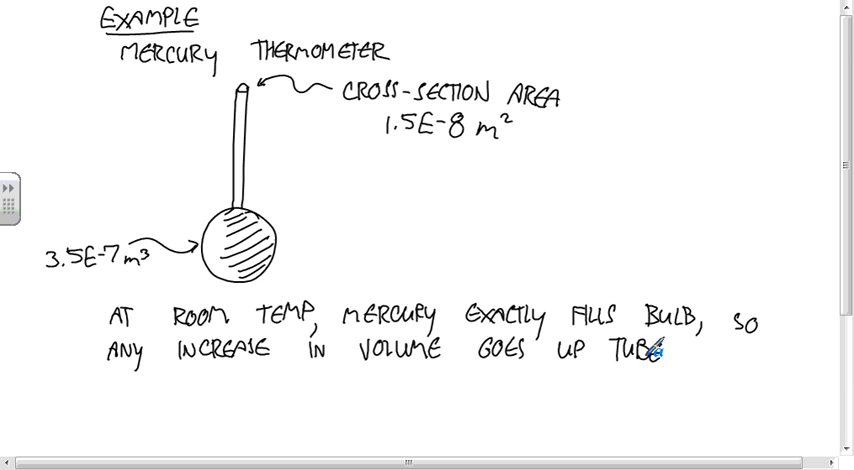 EXAMPLE
MERCURY THERMOMETER
CROSS-SECTION AREA
1.5E-8 m²
3.5E-7 m³
AT ROOM TEMP, MERCURY EXACTLY FILLS BULB, SO
ANY INCREASE IN VOLUME GOES UP TUBE